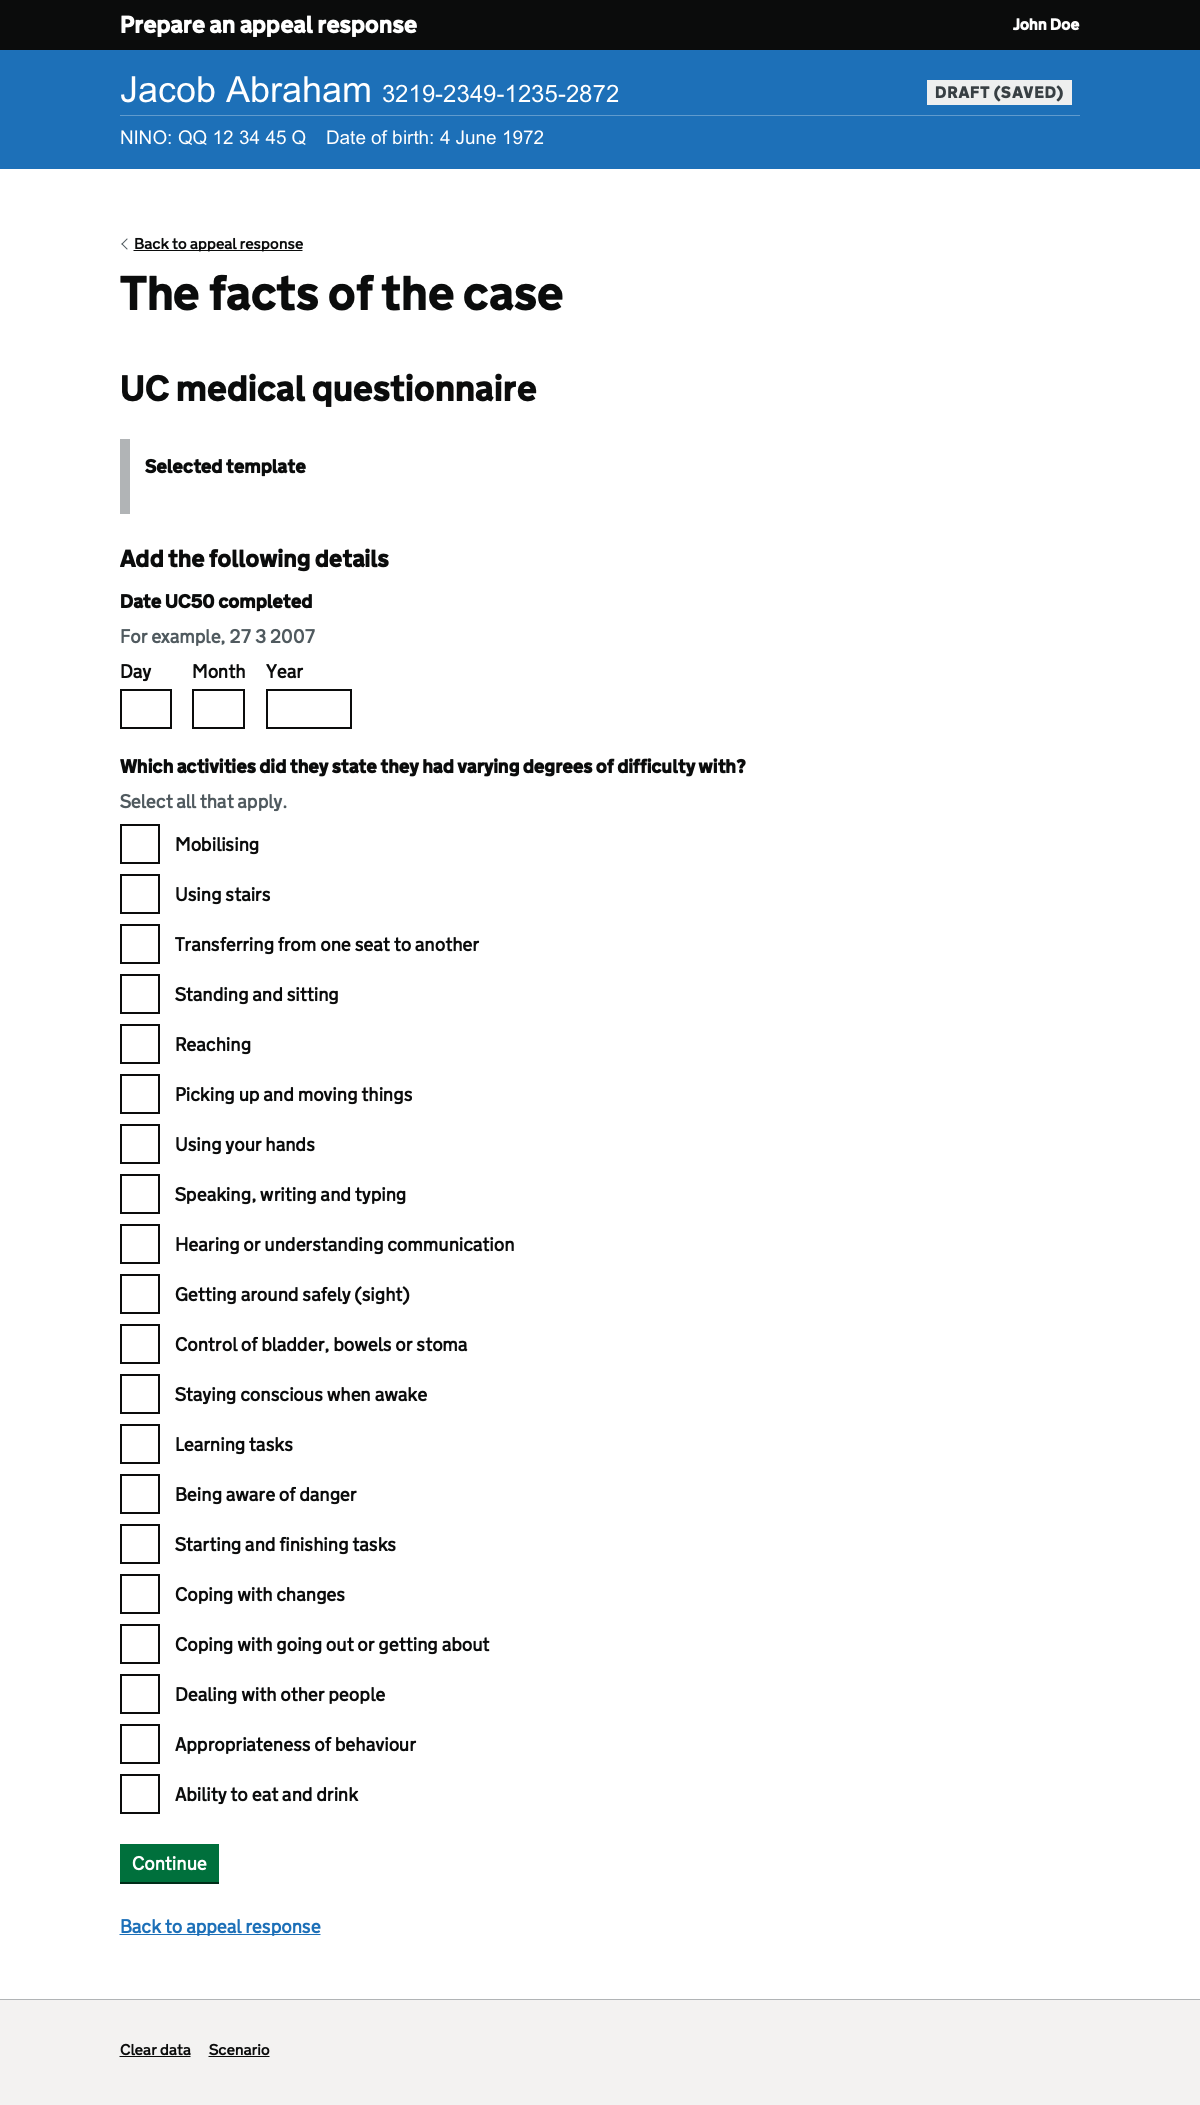 Prepare an appeal response
John Doe
Jacob Abraham 3219-2349-1235-2872
DRAFT (SAVED)
NINO: QQ 12 34 45 Q Date of birth: 4 June 1972
Back to appeal response
The facts of the case
UC medical questionnaire
Selected template
Add the following details
Date UC50 completed
For example, 27 3 2007
Day Month Year
Which activities did they state they had varying degrees of difficulty with?
Select all that apply.
Mobilising
Using stairs
Transferring from one seat to another
Standing and sitting
Reaching
Picking up and moving things
Using your hands
Speaking, writing and typing
Hearing or understanding communication
Getting around safely (sight)
Control of bladder, bowels or stoma
Staying conscious when awake
Learning tasks
Being aware of danger
Starting and finishing tasks
Coping with changes
Coping with going out or getting about
Dealing with other people
Appropriateness of behaviour
Ability to eat and drink
Continue
Back to appeal response
Clear data Scenario